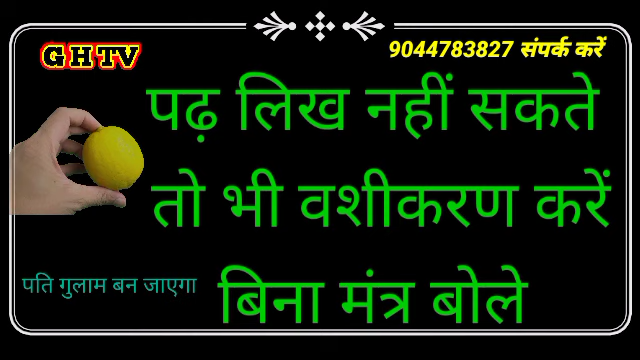 G H TV
9044783827 संपर्क करें
पढ़ लिख नहीं सकते
तो भी वशीकरण करें
पति गुलाम बन जाएगा
बिना मंत्र बोले